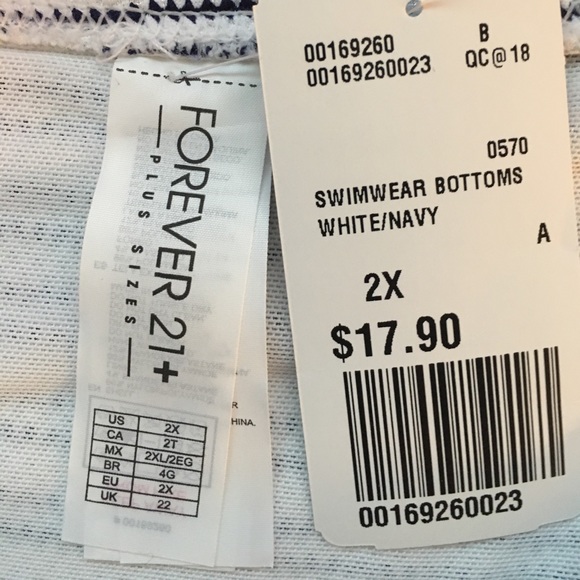 FOREVER 21+
PLUS SIZES
US 2X
CA 2T
MX 2XL/2EG
BR 4G
EU 2X
UK 22
R
HINA.
00169260 B
00169260023 QC@18
0570
SWIMWEAR BOTTOMS
WHITE/NAVY
A
2X
$17.90
00169260023